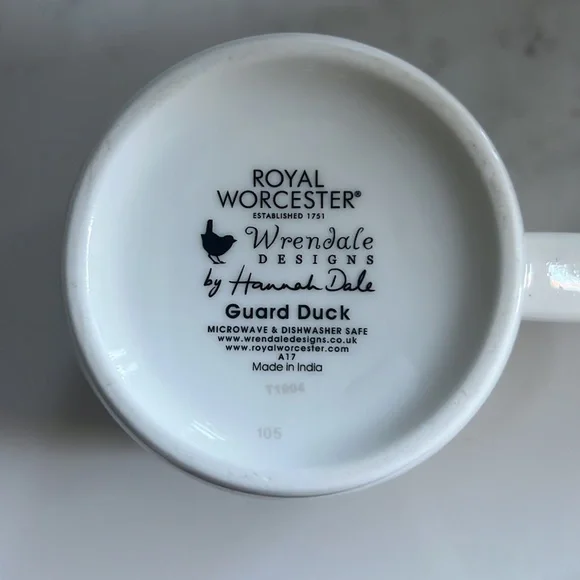 ROYAL
WORCESTER®
ESTABLISHED 1751
Wrendale
DESIGNS
by Hannah Dale
Guard Duck
MICROWAVE & DISHWASHER SAFE
www.wrendaledesigns.co.uk
www.royalworcester.com
A17
Made in India
T1904
105